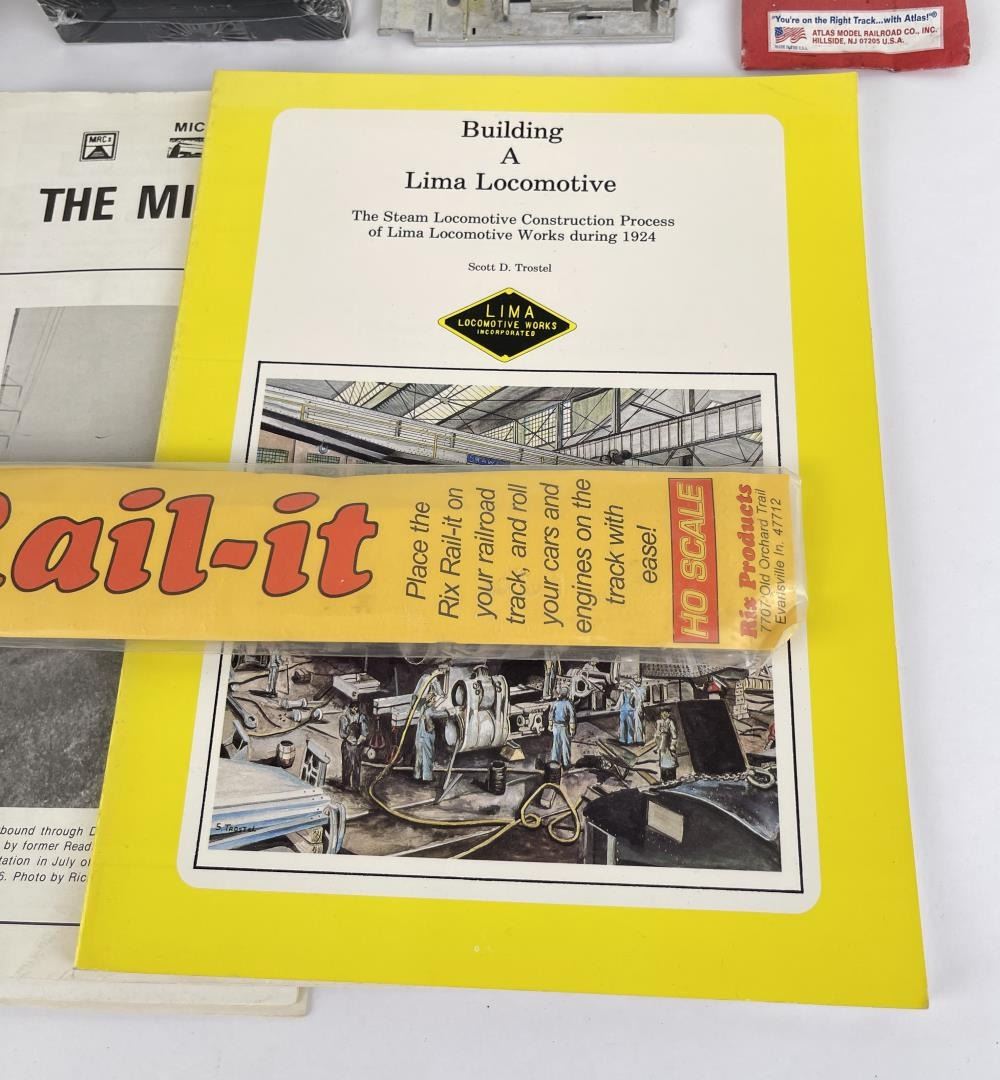 "You're on the Right Track...with Atlas!"®
ATLAS MODEL RAILROAD CO., INC.
HILLSIDE, NJ 07205 U.S.A.
MADE IN U.S.A.
MRC
MIC
THE MI
Building
A
Lima Locomotive
The Steam Locomotive Construction Process
of Lima Locomotive Works during 1924
Scott D. Trostel
LIMA
LOCOMOTIVE WORKS
INCORPORATED
Rail-it
Place the
Rix Rail-it on
your railroad
track, and roll
your cars and
engines on the
track with
ease!
HO SCALE
Rix Products
7707 Old Orchard Trail
Evansville In. 47712
S. TROSTEL
bound through D
by former Read
tation in July of
6. Photo by Ric